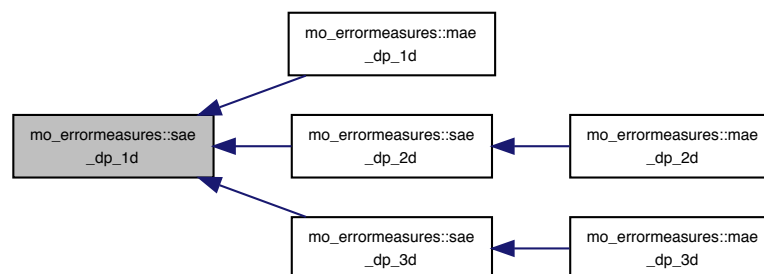 mo_errormeasures::mae
_dp_1d
mo_errormeasures::sae
_dp_1d
mo_errormeasures::sae
_dp_2d
mo_errormeasures::mae
_dp_2d
mo_errormeasures::sae
_dp_3d
mo_errormeasures::mae
_dp_3d